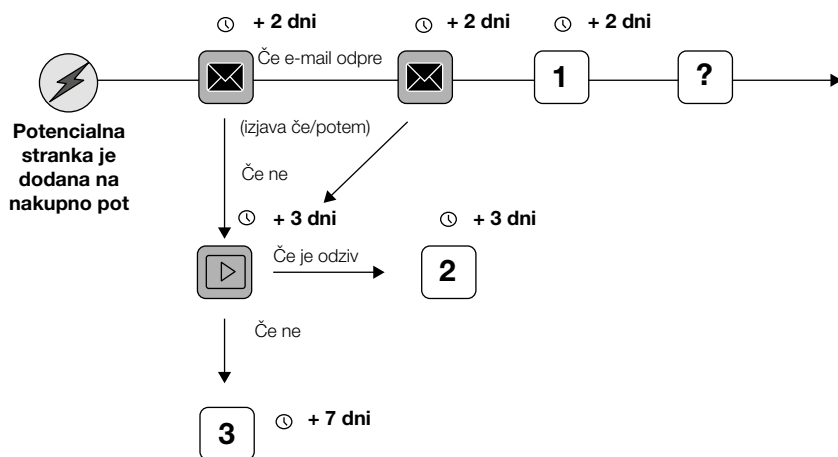 + 2 dni
+ 2 dni
+ 2 dni
Če e-mail odpre
1
?
Potencialna
stranka je
dodana na
nakupno pot
(izjava če/potem)
Če ne
+ 3 dni
+ 3 dni
Če je odziv
2
Če ne
3
+ 7 dni